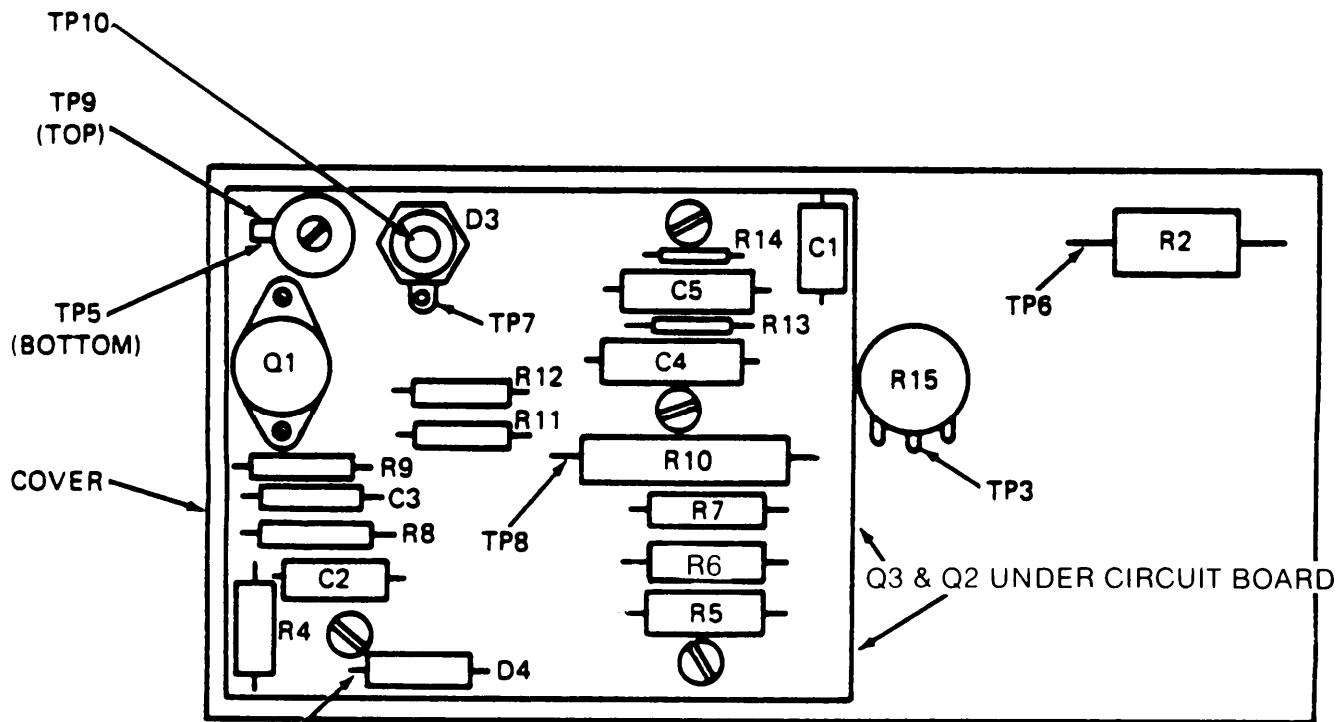 TP10
TP9
(TOP)
D3
R14
C1
R2
C5
TP5
(BOTTOM)
TP7
R13
TP6
Q1
C4
R15
R12
R11
R10
R9
COVER
C3
TP8
R7
TP3
R8
R6
C2
Q3 & Q2 UNDER CIRCUIT BOARD
R5
R4
D4